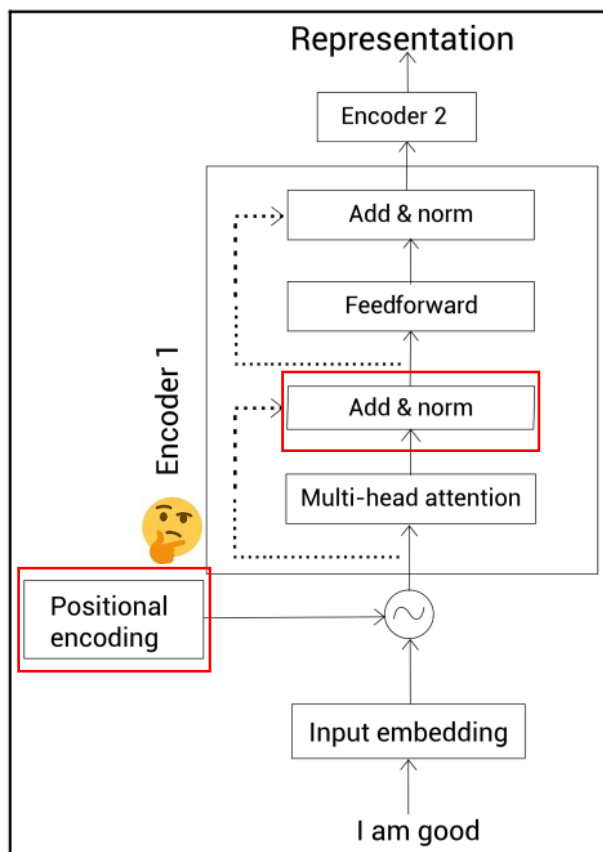 Representation
Encoder 2
Add & norm
Feedforward
Encoder 1
Add & norm
Multi-head attention
Positional
encoding
Input embedding
I am good